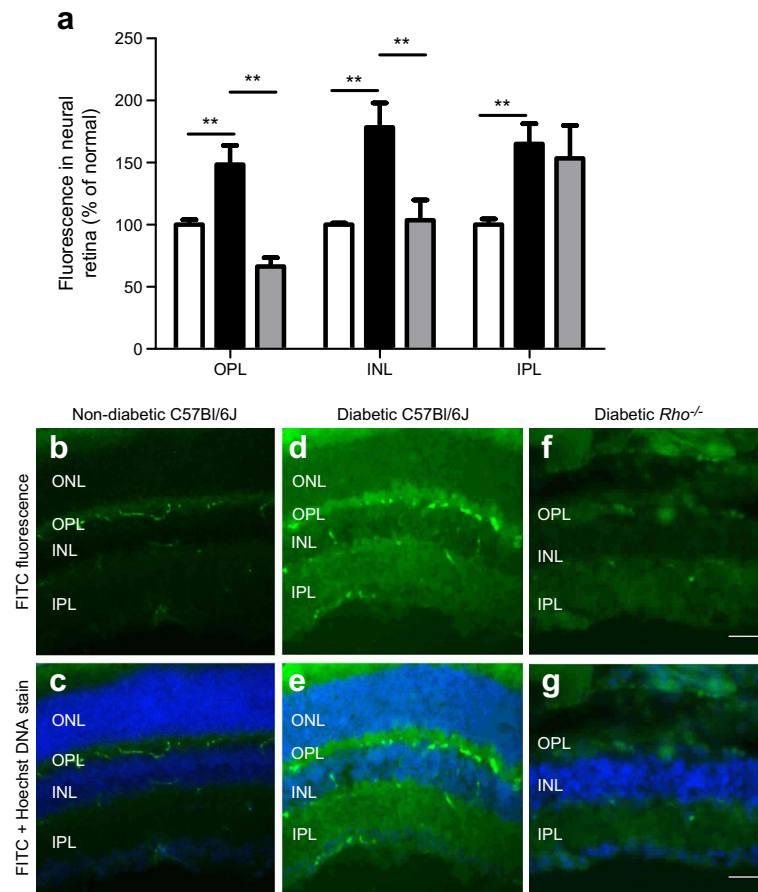 a
Fluorescence in neural
retina (% of normal)
250
200
150
100
50
0
**
**
**
**
**
OPL
INL
IPL
Non-diabetic C57Bl/6J
Diabetic C57Bl/6J
Diabetic Rho-/-
FITC fluorescence
b
ONL
OPL
INL
IPL
d
ONL
OPL
INL
IPL
f
OPL
INL
IPL
FITC + Hoechst DNA stain
c
ONL
OPL
INL
IPL
e
ONL
OPL
INL
IPL
g
OPL
INL
IPL